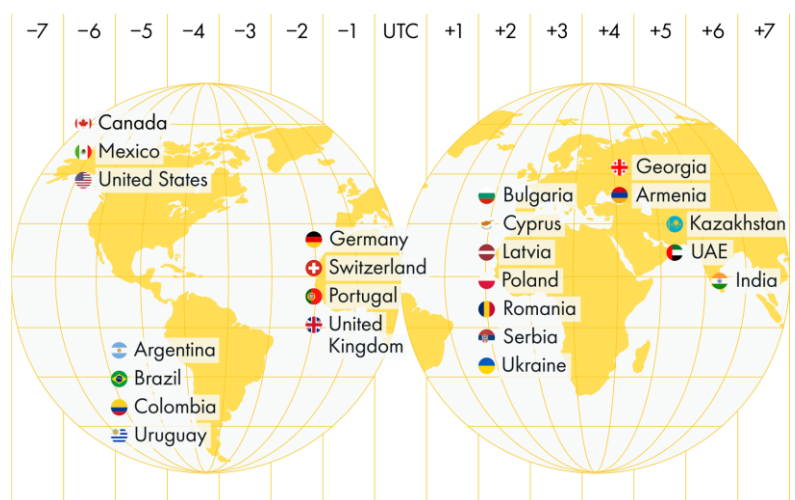 −7 −6 −5 −4 −3 −2 −1 UTC +1 +2 +3 +4 +5 +6 +7
Canada
Mexico
United States
Germany
Switzerland
Portugal
United
Kingdom
Argentina
Brazil
Colombia
Uruguay
Bulgaria
Cyprus
Latvia
Poland
Romania
Serbia
Ukraine
Georgia
Armenia
Kazakhstan
UAE
India